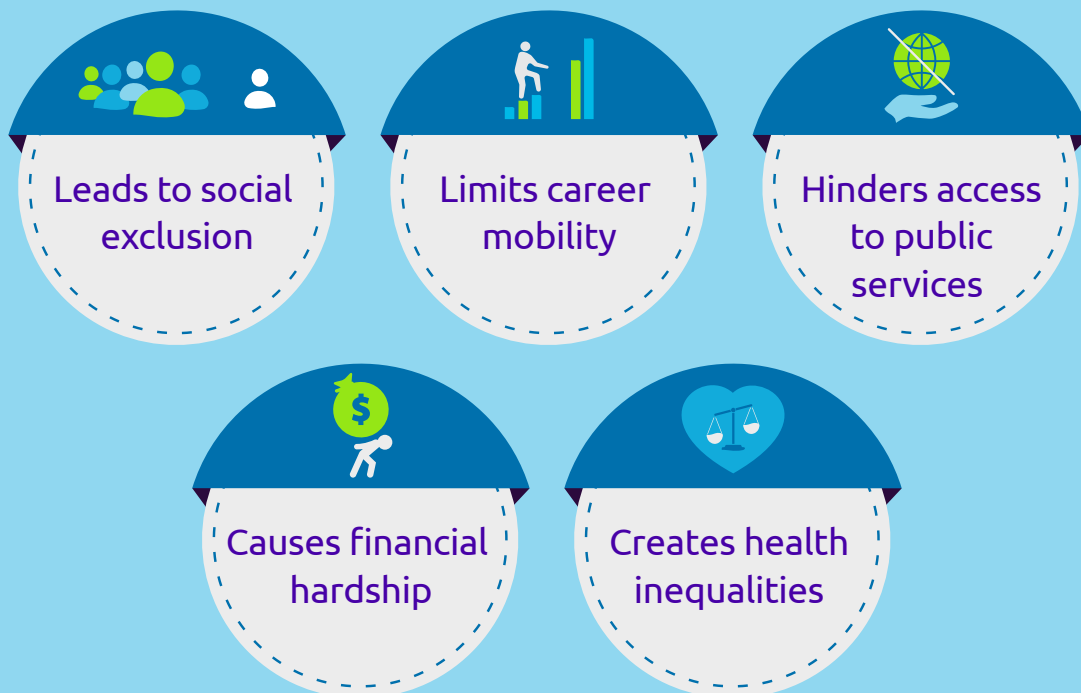 Leads to social
exclusion
Limits career
mobility
Hinders access
to public
services
$
Causes financial
hardship
Creates health
inequalities